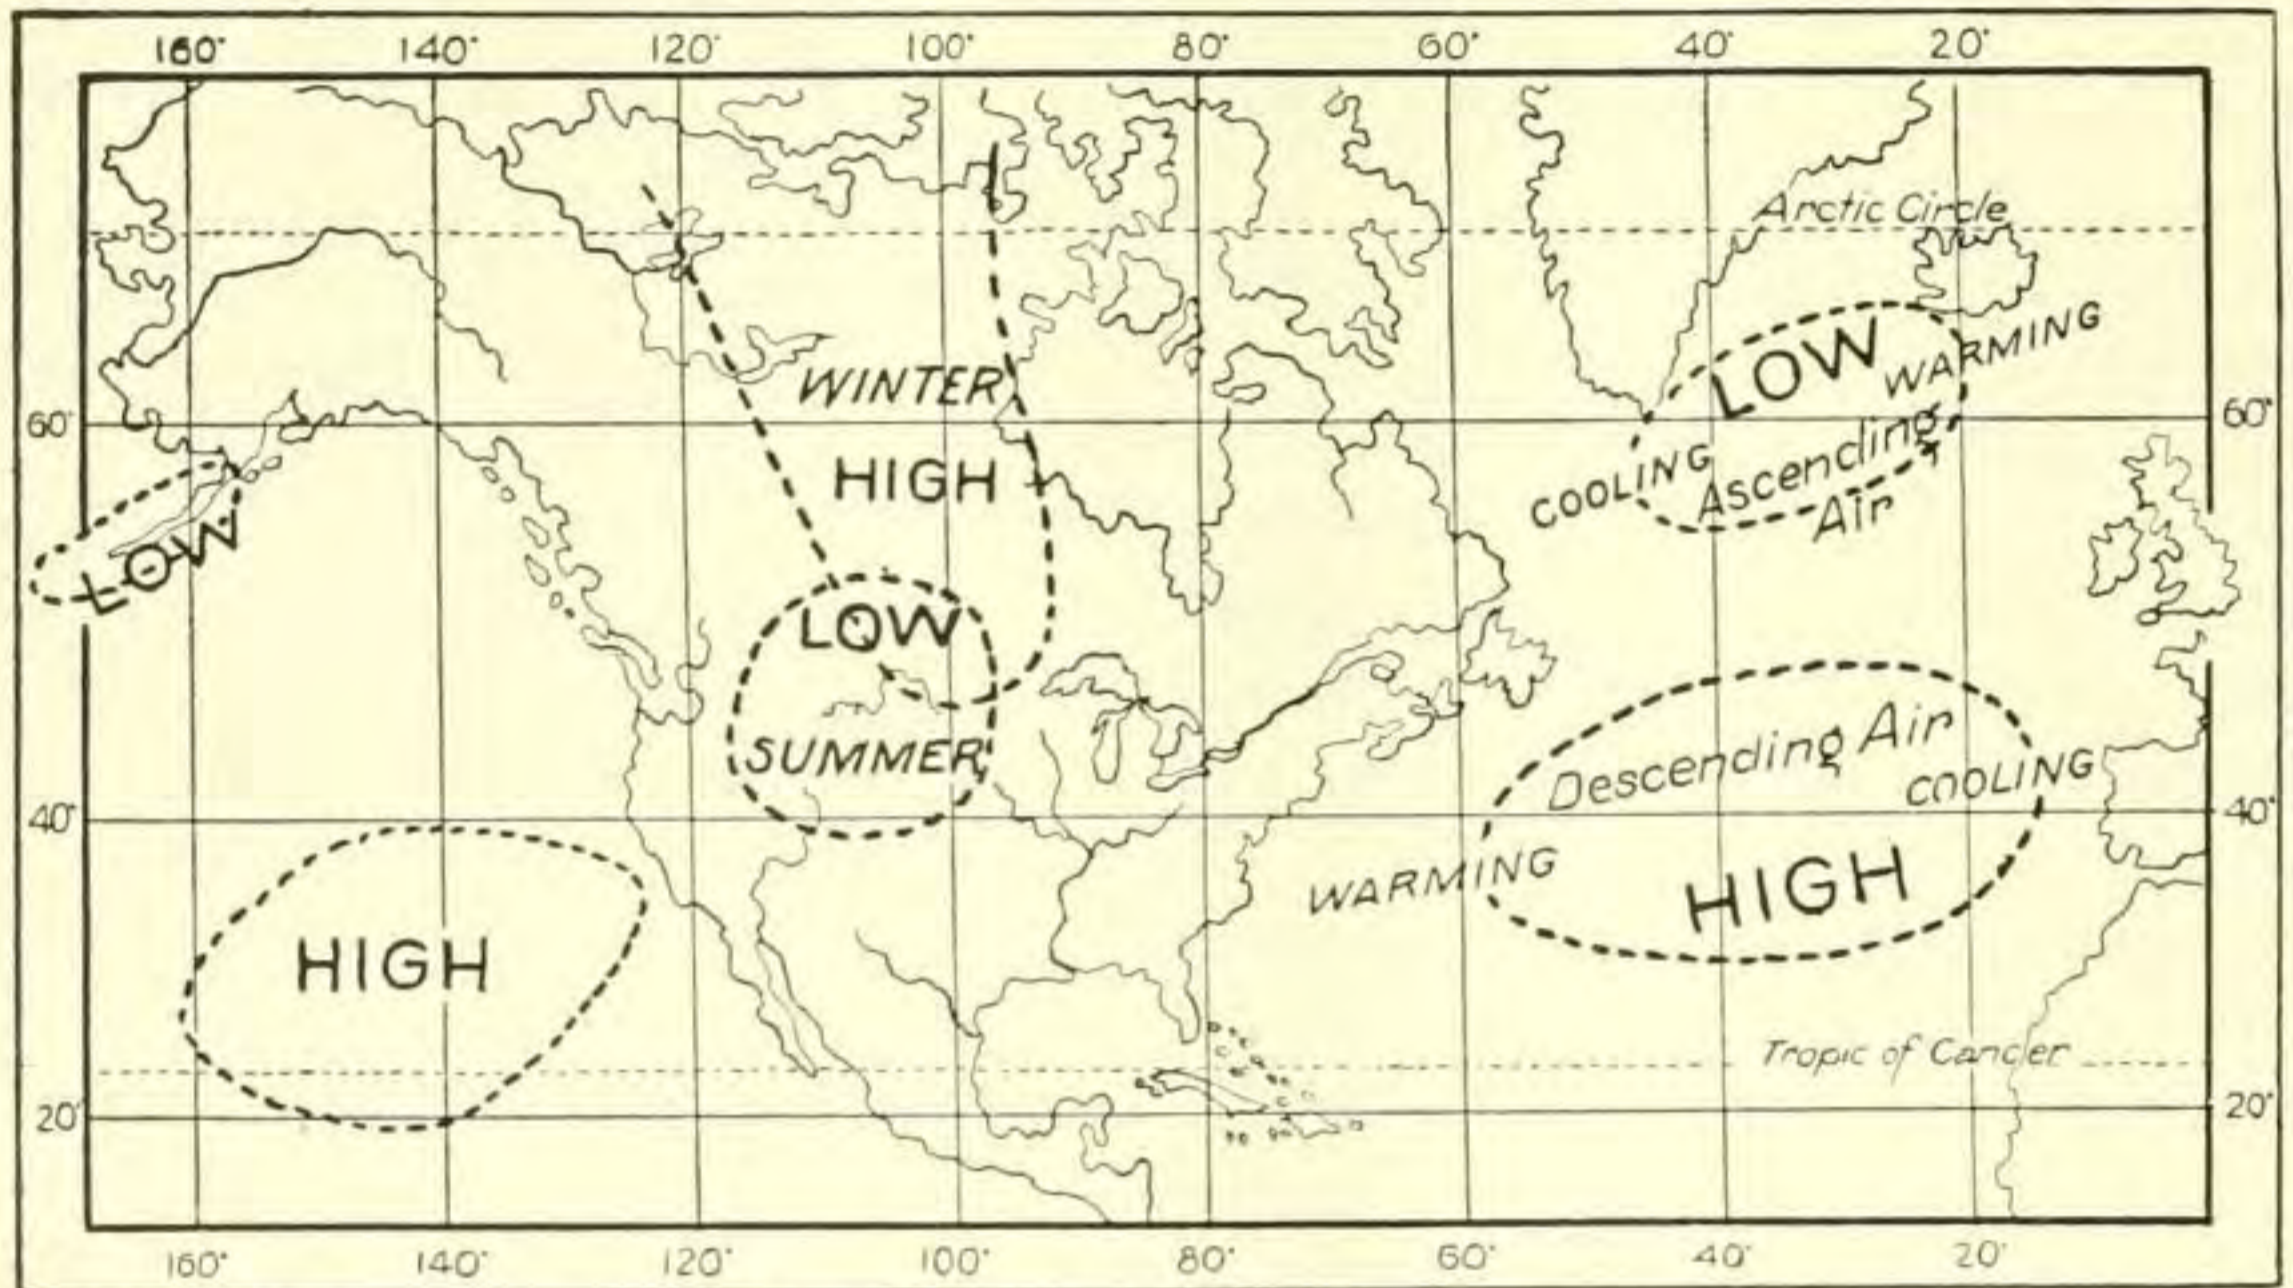 160° 140° 120° 100° 80° 60° 40° 20°
Arctic Circle
WINTER
LOW
WARMING
60° 60°
HIGH
COOLING
Ascending
Air
LOW
LOW
SUMMER
Descending Air
COOLING
40° 40°
WARMING
HIGH
HIGH
Tropic of Cancer
20° 20°
160° 140° 120° 100° 80° 60° 40° 20°